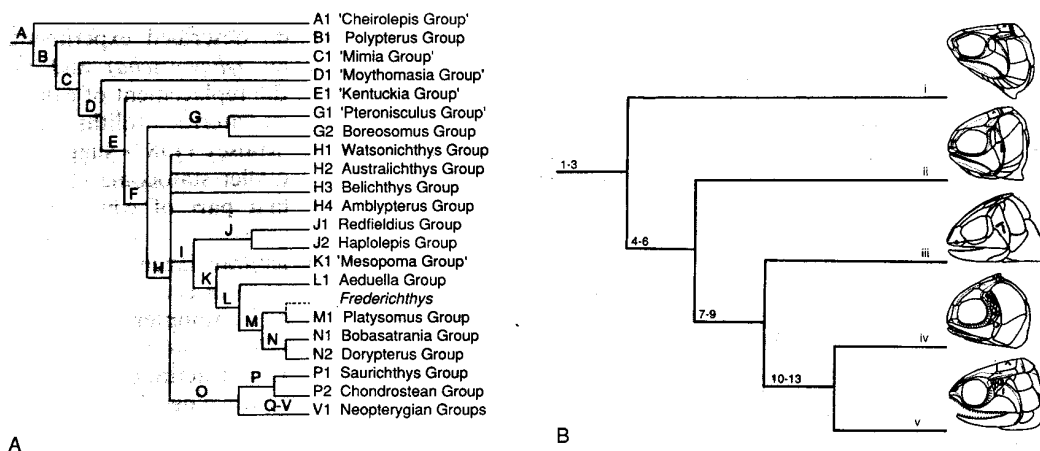 A
B
C
D
E
F
G
H
I
J
K
L
M
N
O
P
Q-V
A1 'Cheirolepis Group'
B1 Polypterus Group
C1 'Mimia Group'
D1 'Moythomasia Group'
E1 'Kentuckia Group'
G1 'Pteronisculus Group'
G2 Boreosomus Group
H1 Watsonichthys Group
H2 Australichthys Group
H3 Belichthys Group
H4 Amblypterus Group
J1 Redfieldius Group
J2 Haplolepis Group
K1 'Mesopoma Group'
L1 Aeduella Group
Frederichthys
M1 Platysomus Group
N1 Bobasatrania Group
N2 Dorypterus Group
P1 Saurichthys Group
P2 Chondrostean Group
V1 Neopterygian Groups
A
1-3
4-6
7-9
10-13
i
ii
iii
iv
v
B